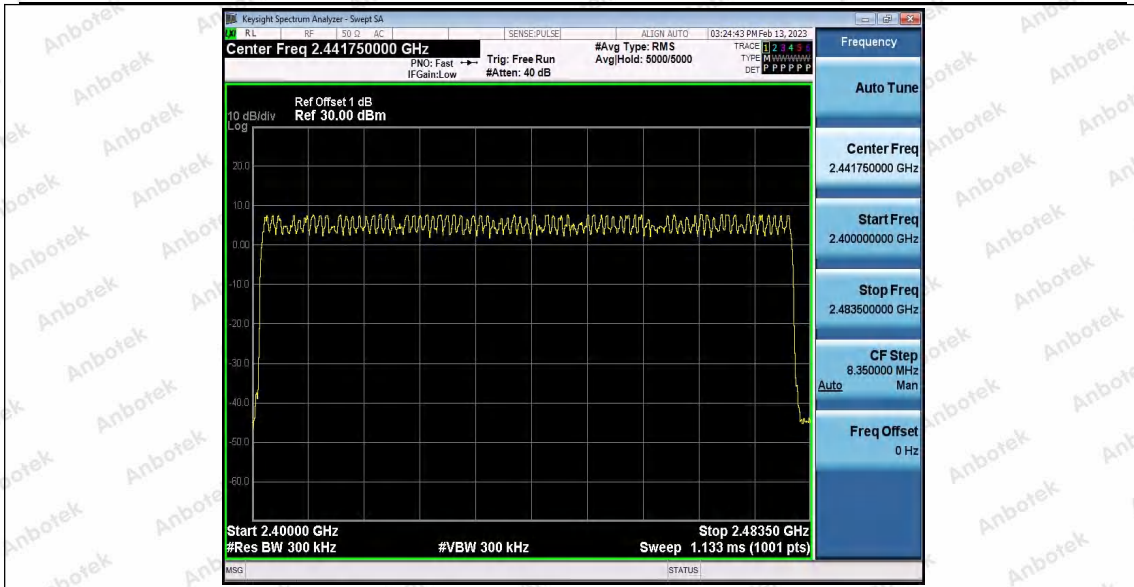 Keysight Spectrum Analyzer - Swept SA
RL RF 50 Ω AC SENSE:PULSE ALIGN AUTO 03:24:43 PM Feb 13, 2023
Center Freq 2.441750000 GHz
PNO: Fast
IFGain:Low
Trig: Free Run
#Atten: 40 dB
#Avg Type: RMS
Avg|Hold: 5000/5000
TRACE 1 2 3 4 5 6
TYPE M WWWWW
DET P P P P P P
Ref Offset 1 dB
10 dB/div Ref 30.00 dBm
Log
20.0
10.0
0.00
-10.0
-20.0
-30.0
-40.0
-50.0
-60.0
Start 2.40000 GHz Stop 2.48350 GHz
#Res BW 300 kHz #VBW 300 kHz Sweep 1.133 ms (1001 pts)
MSG STATUS
Frequency
Auto Tune
Center Freq
2.441750000 GHz
Start Freq
2.400000000 GHz
Stop Freq
2.483500000 GHz
CF Step
8.350000 MHz
Auto Man
Freq Offset
0 Hz
Anbotek